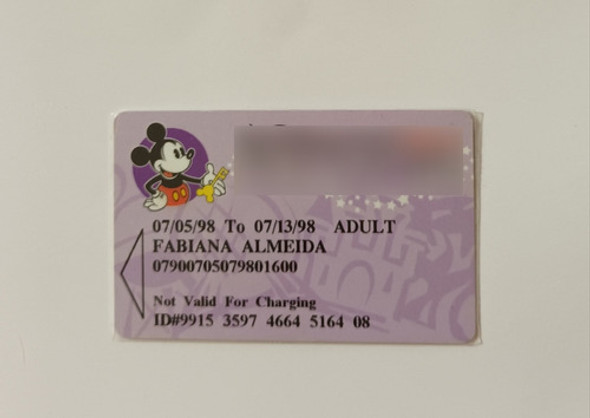 07/05/98 To 07/13/98 ADULT
FABIANA ALMEIDA
07900705079801600
Not Valid For Charging
ID#9915 3597 4664 5164 08